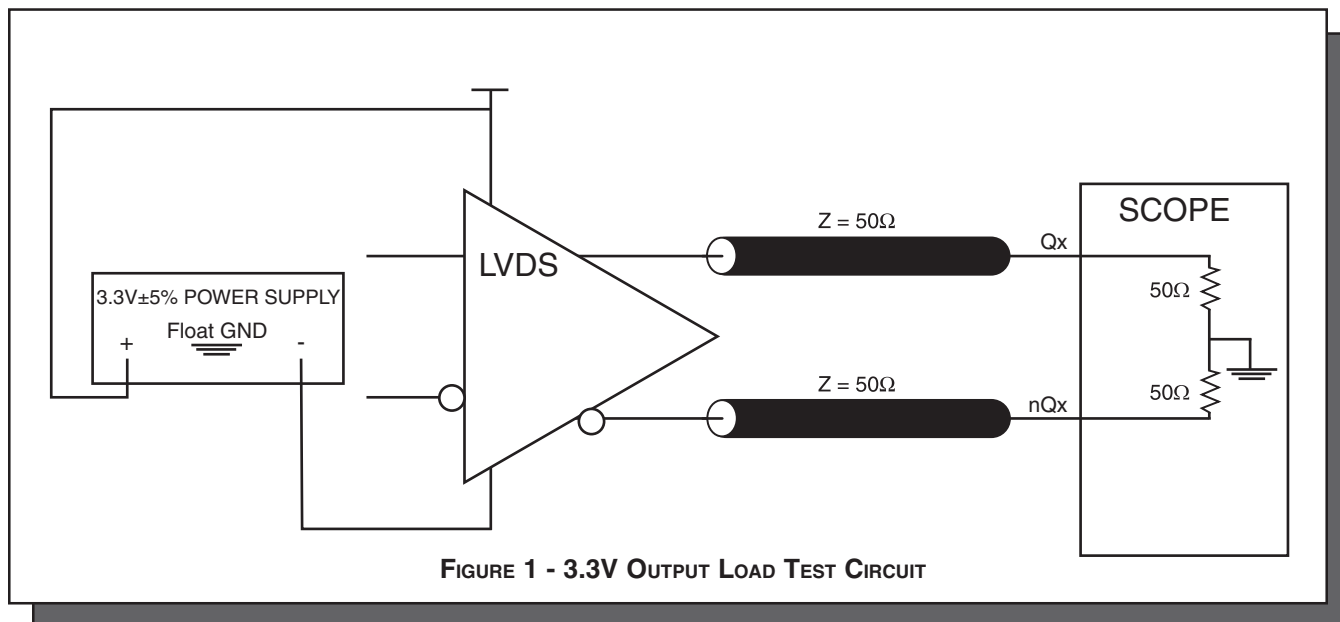 SCOPE
Z = 50Ω
Qx
LVDS
50Ω
3.3V±5% POWER SUPPLY
Float GND
+ -
Z = 50Ω
50Ω
nQx
FIGURE 1 - 3.3V OUTPUT LOAD TEST CIRCUIT